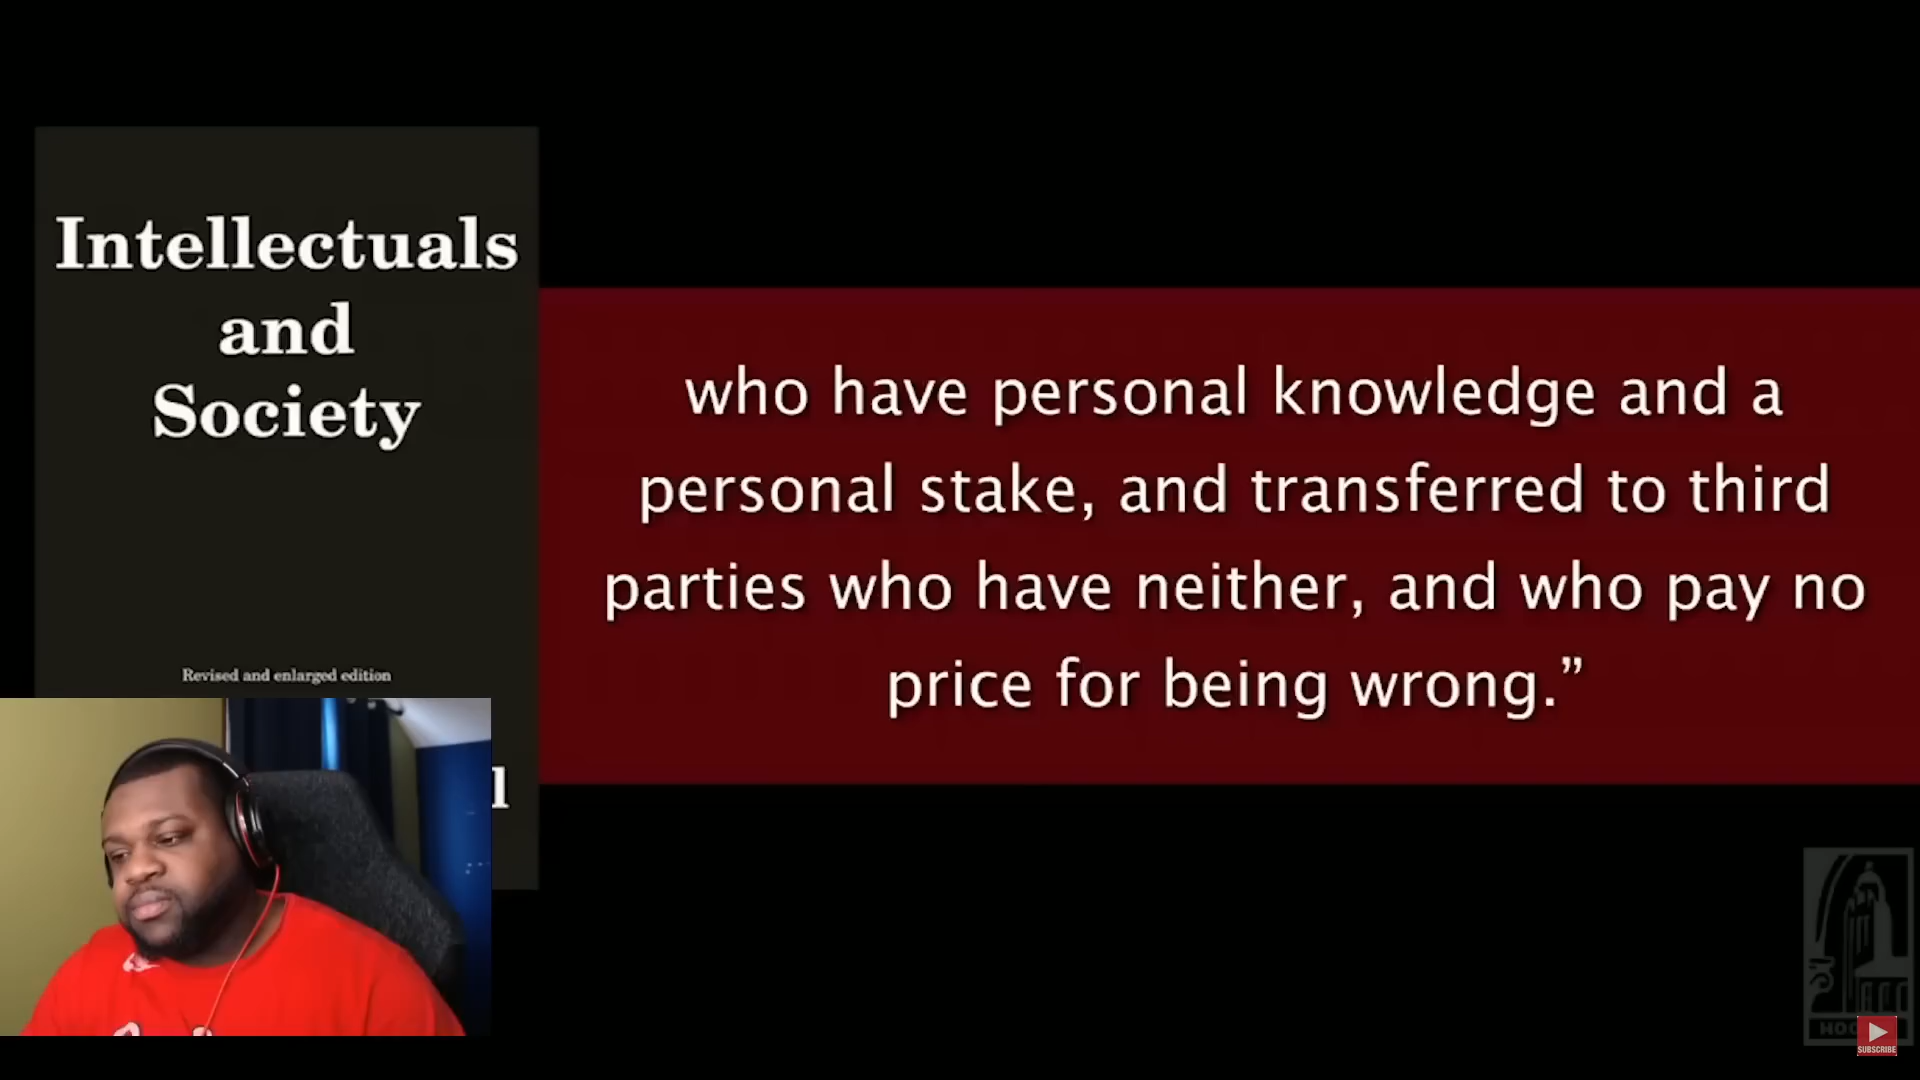 Intellectuals
and
Society
Revised and enlarged edition
who have personal knowledge and a
personal stake, and transferred to third
parties who have neither, and who pay no
price for being wrong.”
SUBSCRIBE